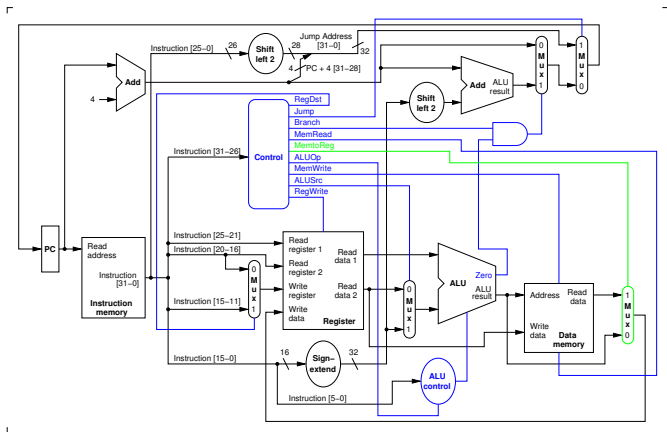 Instruction [25–0]
26
Shift
left 2
28
Jump Address
[31–0]
32
4
PC + 4 [31–28]
Add
4
0
M
u
x
1
1
M
u
x
0
Add
ALU
result
Shift
left 2
RegDst
Jump
Branch
MemRead
MemtoReg
ALUOp
MemWrite
ALUSrc
RegWrite
Control
Instruction [31–26]
PC
Read
address
Instruction
[31–0]
Instruction
memory
Instruction [25–21]
Instruction [20–16]
Instruction [15–11]
0
M
u
x
1
Read
register 1
Read
register 2
Write
register
Write
data
Read
data 1
Read
data 2
Register
0
M
u
x
1
ALU
Zero
ALU
result
Address
Read
data
Write
data
Data
memory
1
M
u
x
0
Instruction [15–0]
16
Sign–
extend
32
ALU
control
Instruction [5–0]